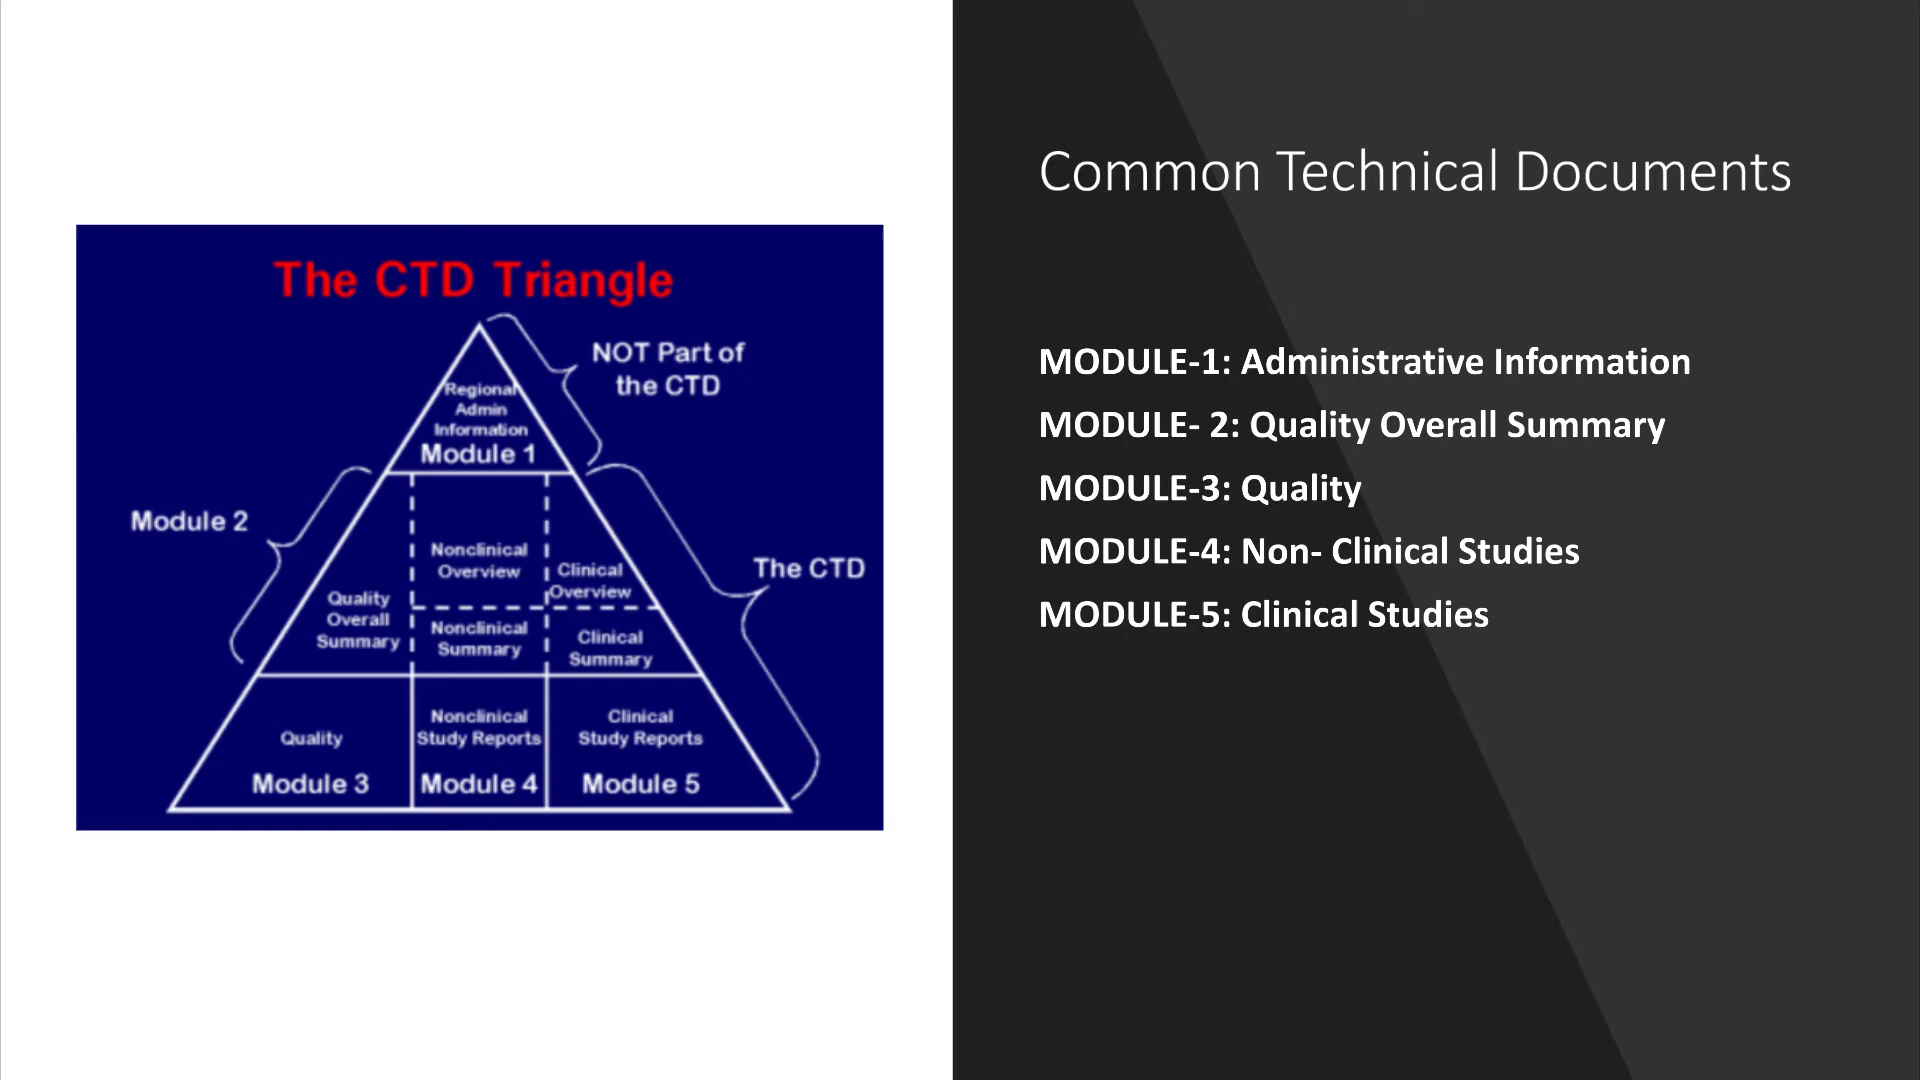 The CTD Triangle
NOT Part of
the CTD
Regional
Admin
Information
Module 1
Module 2
Nonclinical
Overview
Clinical
Overview
The CTD
Quality
Overall
Summary
Nonclinical
Summary
Clinical
Summary
Quality
Module 3
Nonclinical
Study Reports
Module 4
Clinical
Study Reports
Module 5
Common Technical Documents
MODULE-1: Administrative Information
MODULE- 2: Quality Overall Summary
MODULE-3: Quality
MODULE-4: Non- Clinical Studies
MODULE-5: Clinical Studies